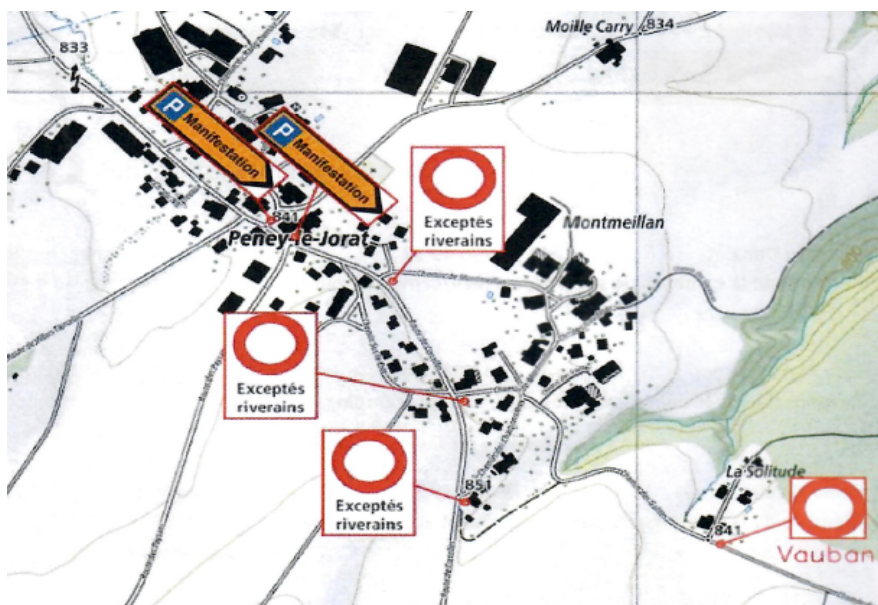 Moille Carry
834
833
P Manifestation
P Manifestation
Exceptés
riverains
841
Peney-le-Jorat
Montmeillan
Exceptés
riverains
Exceptés
riverains
851
La Solitude
841
Vauban